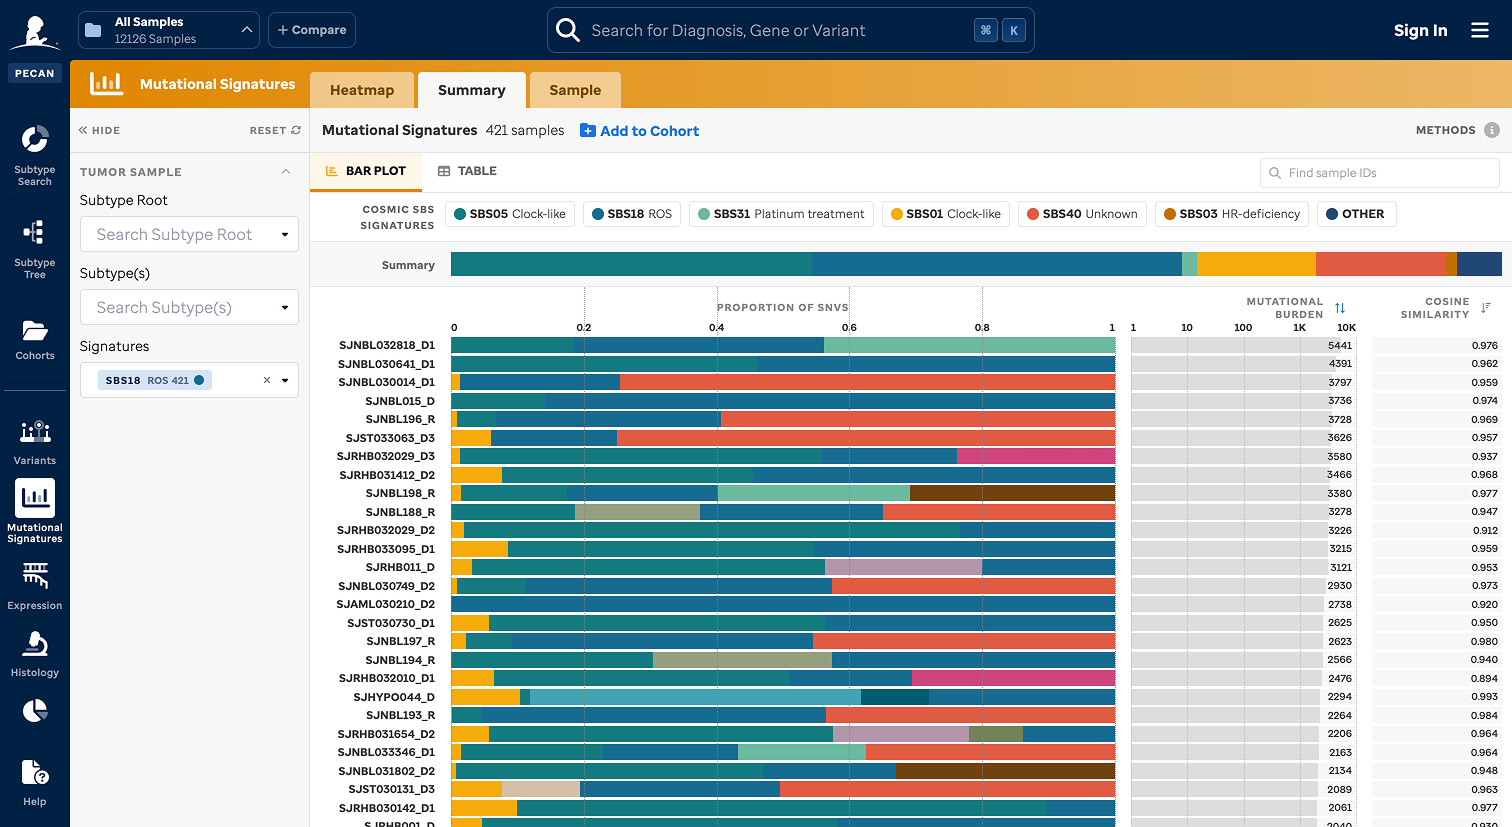 All Samples
12126 Samples
+ Compare
Search for Diagnosis, Gene or Variant
⌘ K
Sign In
PECAN
Mutational Signatures
Heatmap
Summary
Sample
HIDE
RESET
Mutational Signatures 421 samples
Add to Cohort
METHODS
TUMOR SAMPLE
Subtype Root
Search Subtype Root
Subtype(s)
Search Subtype(s)
Signatures
SBS18 ROS 421
Subtype
Search
Subtype
Tree
Cohorts
Variants
Mutational
Signatures
Expression
Histology
Help
BAR PLOT
TABLE
Find sample IDs
COSMIC SBS
SIGNATURES
SBS05 Clock-like
SBS18 ROS
SBS31 Platinum treatment
SBS01 Clock-like
SBS40 Unknown
SBS03 HR-deficiency
OTHER
Summary
PROPORTION OF SNVS
MUTATIONAL
BURDEN
COSINE
SIMILARITY
0 0.2 0.4 0.6 0.8 1
1 10 100 1K 10K
SJNBL032818_D1 5441 0.976
SJNBL030641_D1 4391 0.962
SJNBL030014_D1 3797 0.959
SJNBL015_D 3736 0.974
SJNBL196_R 3728 0.969
SJST033063_D3 3626 0.957
SJRHB032029_D3 3580 0.937
SJRHB031412_D2 3466 0.968
SJNBL198_R 3380 0.977
SJNBL188_R 3278 0.947
SJRHB032029_D2 3226 0.912
SJRHB033095_D1 3215 0.959
SJRHB011_D 3121 0.953
SJNBL030749_D2 2930 0.973
SJAML030210_D2 2738 0.920
SJST030730_D1 2625 0.950
SJNBL197_R 2623 0.980
SJNBL194_R 2566 0.940
SJRHB032010_D1 2476 0.894
SJHYPO044_D 2294 0.993
SJNBL193_R 2264 0.984
SJRHB031654_D2 2206 0.964
SJNBL033346_D1 2163 0.964
SJNBL031802_D2 2134 0.948
SJST030131_D3 2089 0.963
SJRHB030142_D1 2061 0.977
SJRHB001_D 2040 0.930